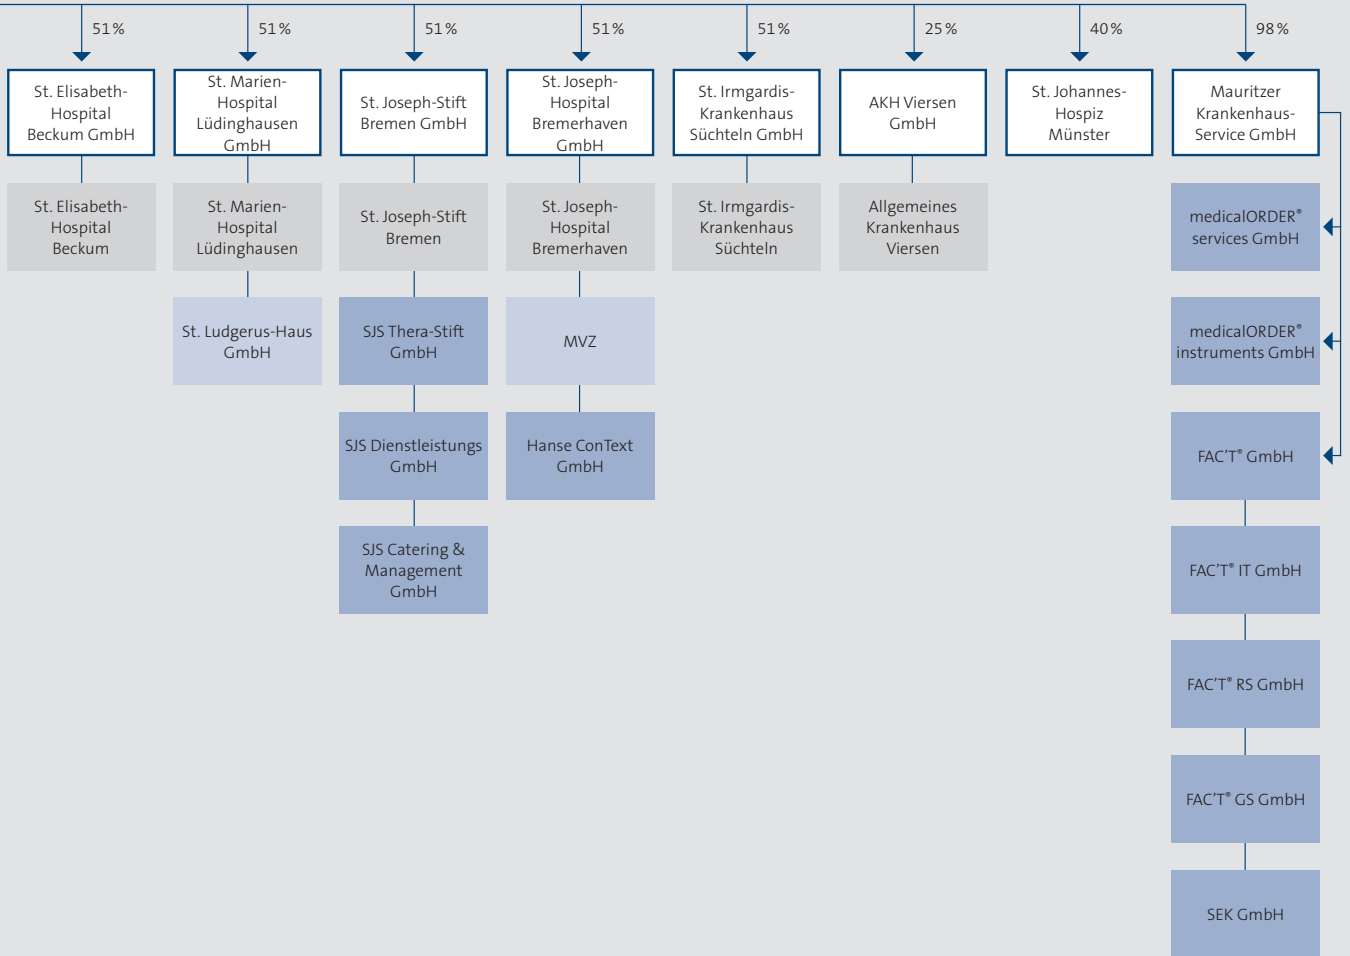 51 %
51 %
51 %
51 %
51 %
25 %
40 %
98 %
St. Elisabeth-
Hospital
Beckum GmbH
St. Marien-
Hospital
Lüdinghausen
GmbH
St. Joseph-Stift
Bremen GmbH
St. Joseph-
Hospital
Bremerhaven
GmbH
St. Irmgardis-
Krankenhaus
Süchteln GmbH
AKH Viersen
GmbH
St. Johannes-
Hospiz
Münster
Mauritzer
Krankenhaus-
Service GmbH
St. Elisabeth-
Hospital
Beckum
St. Marien-
Hospital
Lüdinghausen
St. Joseph-Stift
Bremen
St. Joseph-
Hospital
Bremerhaven
St. Irmgardis-
Krankenhaus
Süchteln
Allgemeines
Krankenhaus
Viersen
medicalORDER®
services GmbH
St. Ludgerus-Haus
GmbH
SJS Thera-Stift
GmbH
MVZ
medicalORDER®
instruments GmbH
SJS Dienstleistungs
GmbH
Hanse ConText
GmbH
FAC'T® GmbH
SJS Catering &
Management
GmbH
FAC'T® IT GmbH
FAC'T® RS GmbH
FAC'T® GS GmbH
SEK GmbH